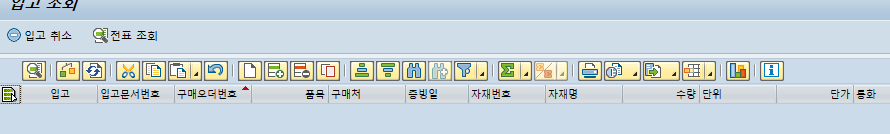 입고 조회
입고 취소 전표 조회
입고 입고문서번호 구매오더번호 품목 구매처 증빙일 자재번호 자재명 수량 단위 단가 통화